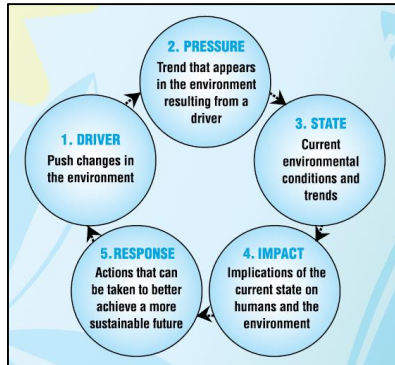 1. DRIVER
Push changes in
the environment
2. PRESSURE
Trend that appears
in the environment
resulting from a
driver
3. STATE
Current
environmental
conditions and
trends
4. IMPACT
Implications of the
current state on
humans and the
environment
5. RESPONSE
Actions that can
be taken to better
achieve a more
sustainable future